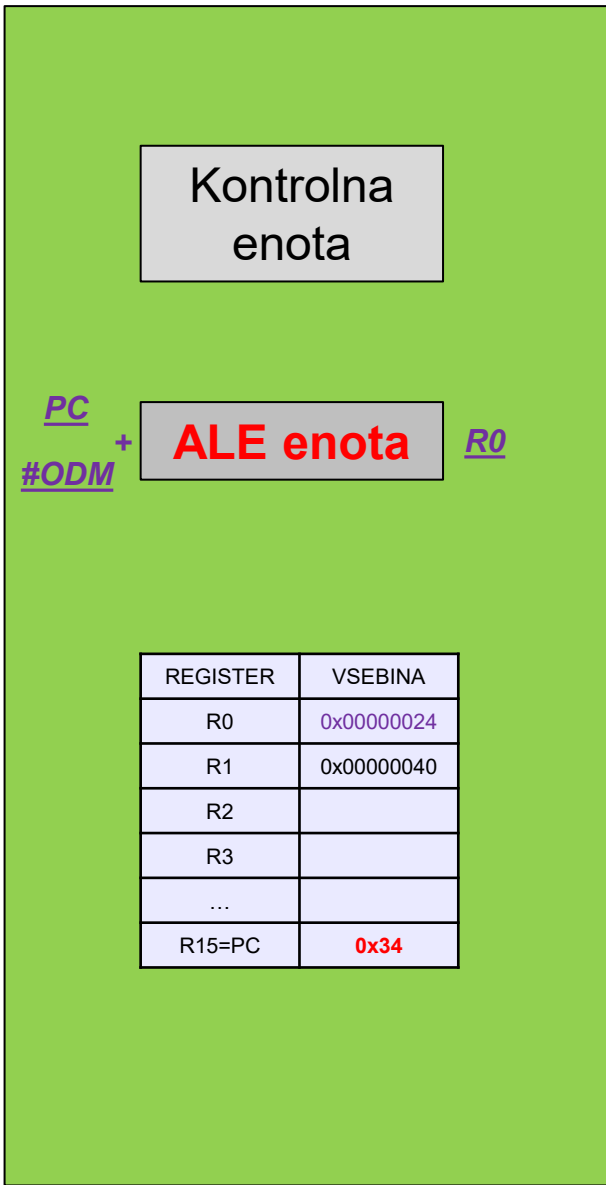 Kontrolna
enota
PC
+
#ODM
ALE enota
R0
REGISTER VSEBINA
R0 0x00000024
R1 0x00000040
R2
R3
…
R15=PC 0x34